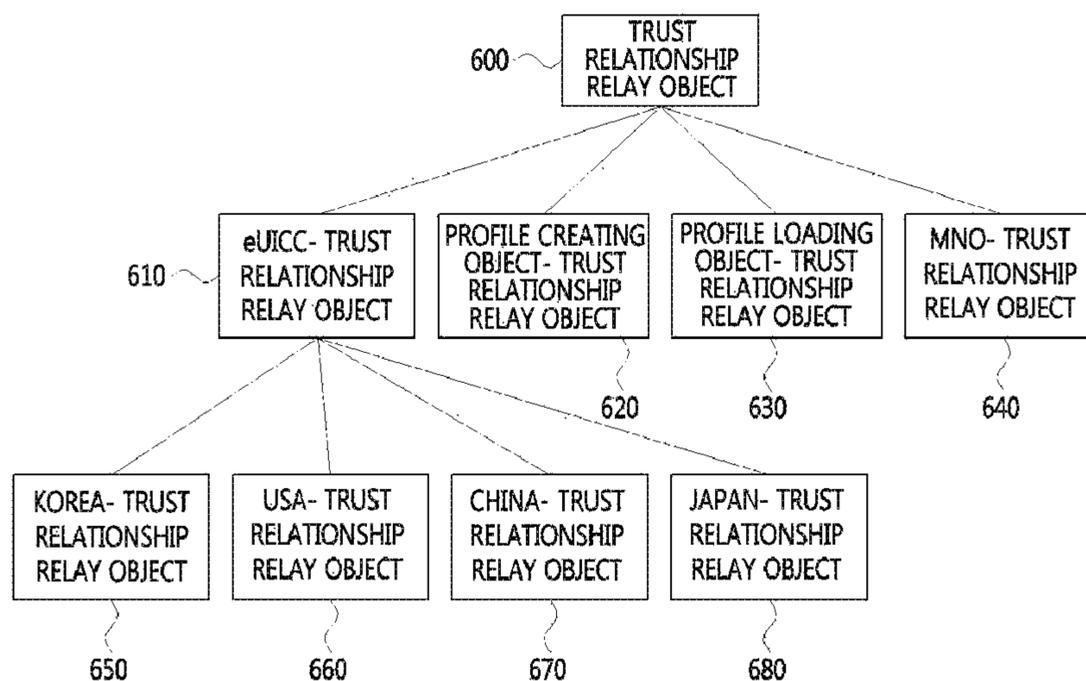 TRUST
RELATIONSHIP
RELAY OBJECT
600
eUICC- TRUST
RELATIONSHIP
RELAY OBJECT
610
PROFILE CREATING
OBJECT- TRUST
RELATIONSHIP
RELAY OBJECT
620
PROFILE LOADING
OBJECT- TRUST
RELATIONSHIP
RELAY OBJECT
630
MNO- TRUST
RELATIONSHIP
RELAY OBJECT
640
KOREA- TRUST
RELATIONSHIP
RELAY OBJECT
650
USA- TRUST
RELATIONSHIP
RELAY OBJECT
660
CHINA- TRUST
RELATIONSHIP
RELAY OBJECT
670
JAPAN- TRUST
RELATIONSHIP
RELAY OBJECT
680